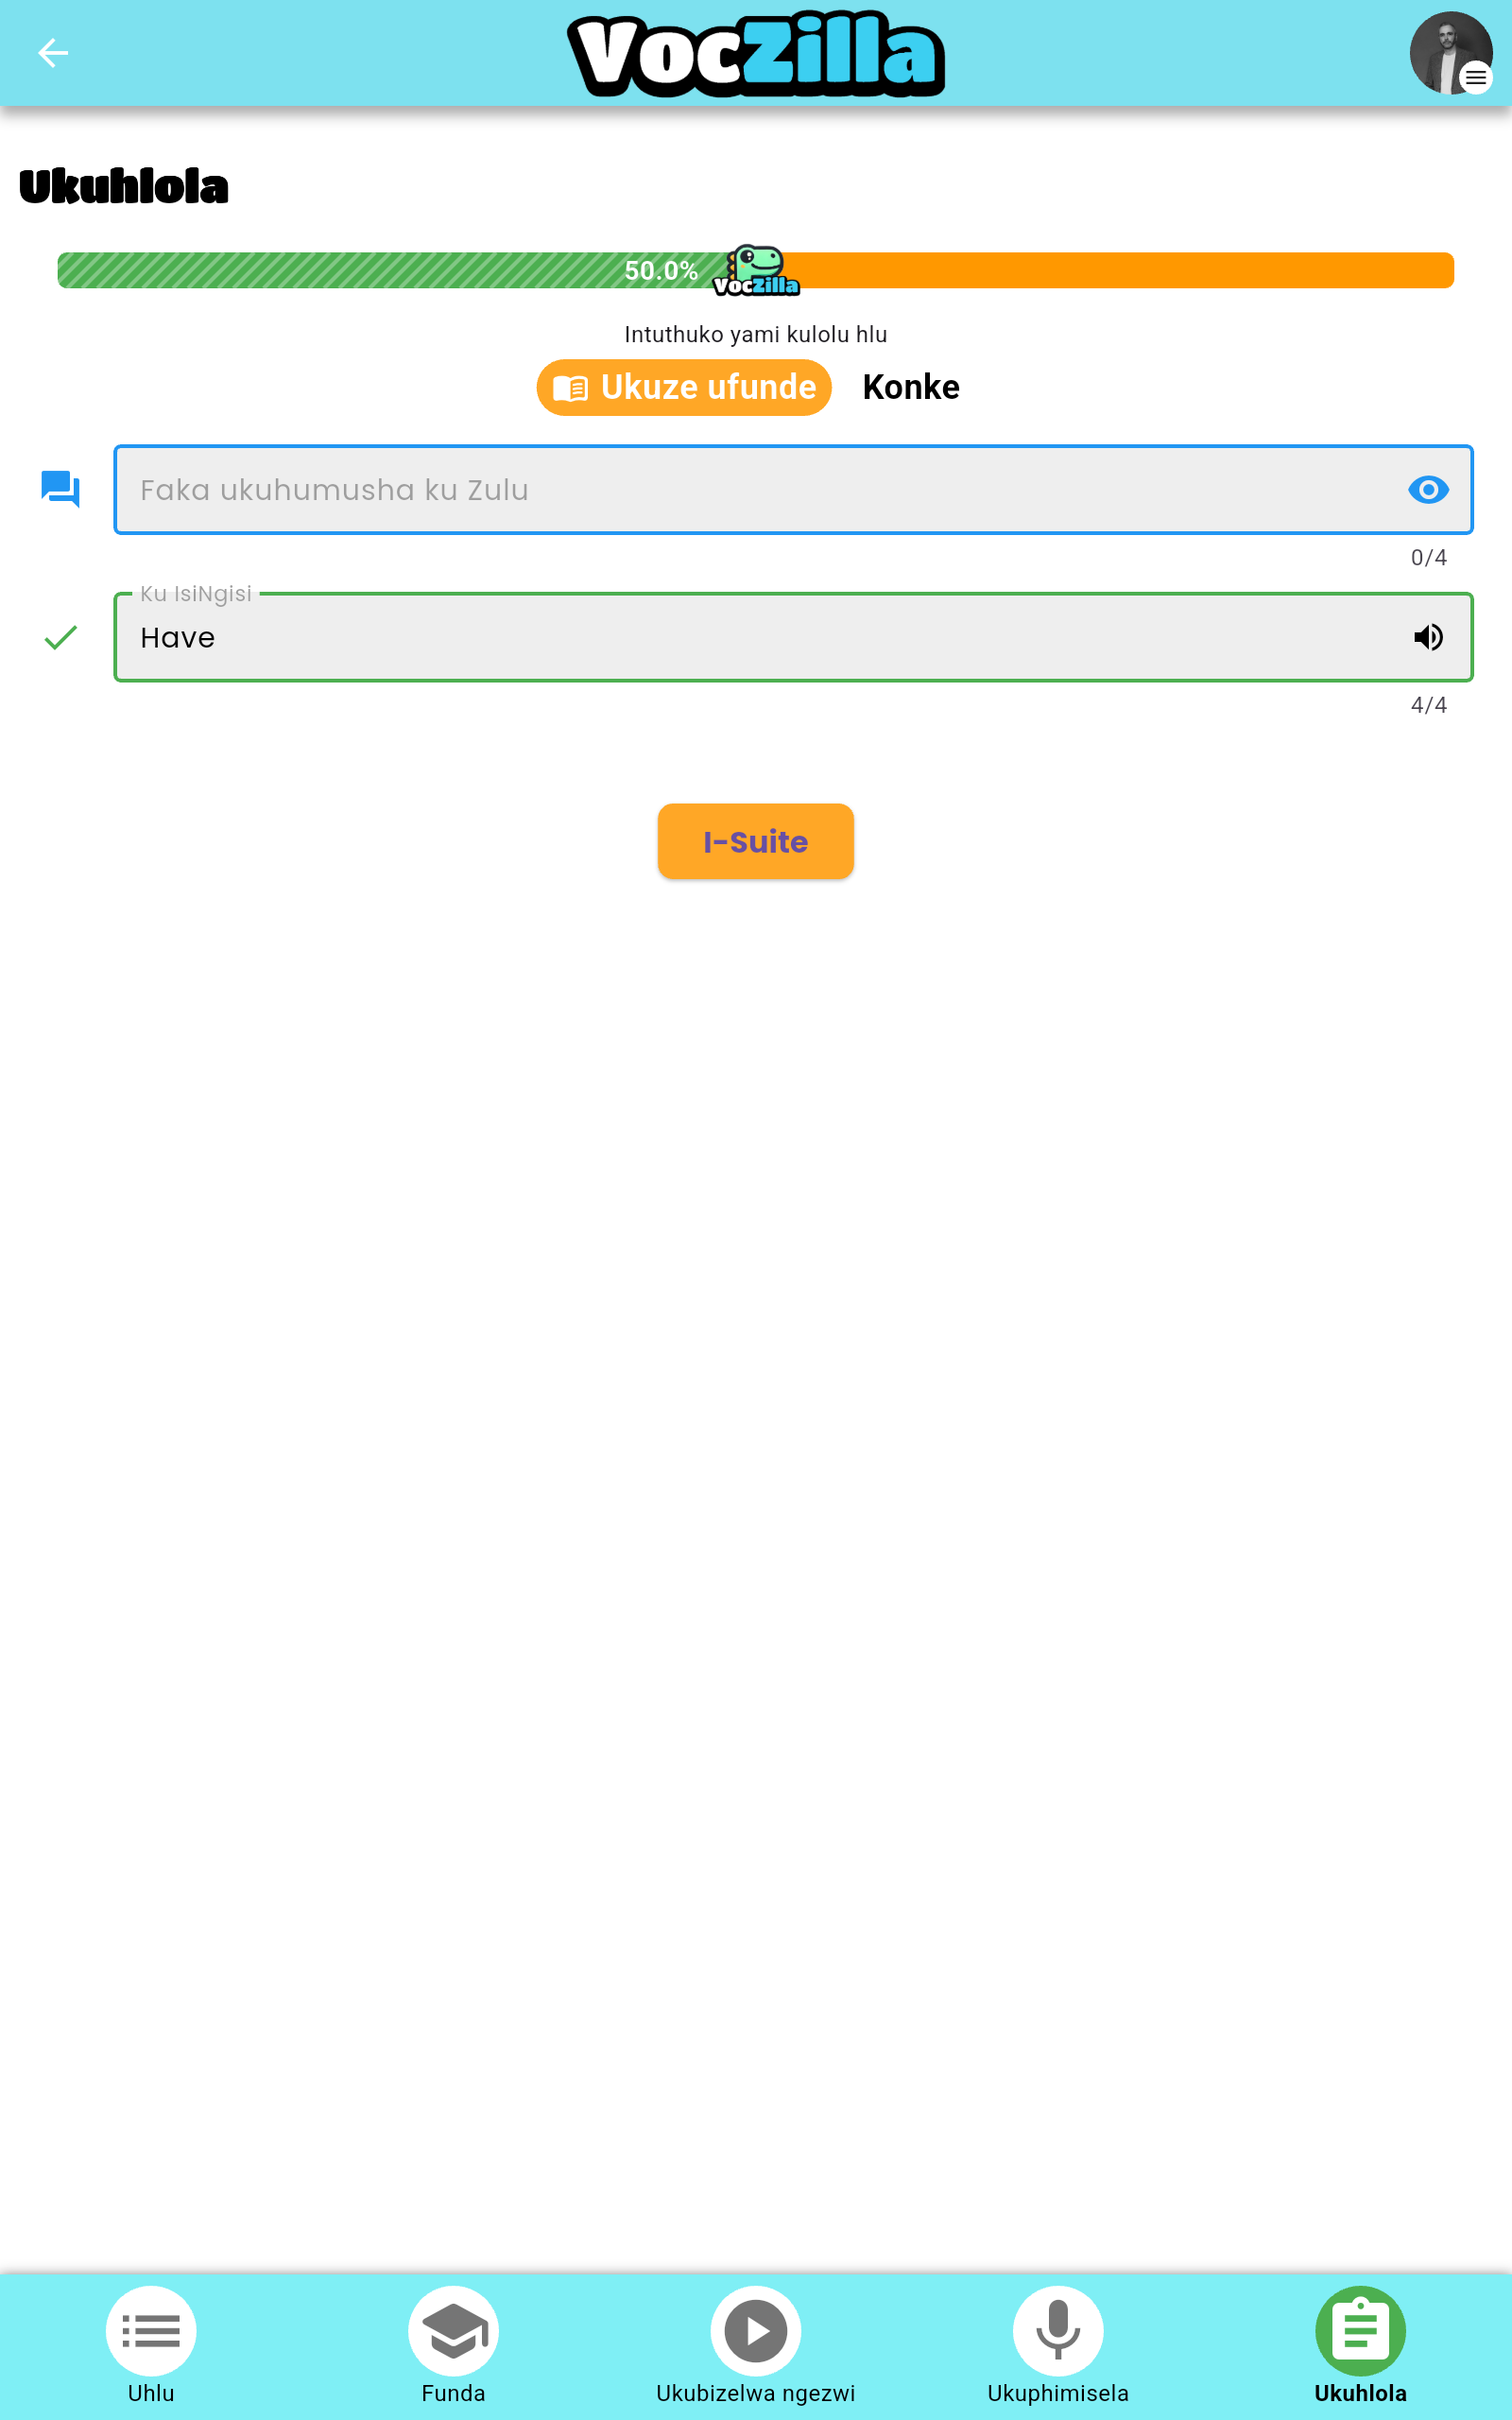 VocZilla
Ukuhlola
50.0%
VocZilla
Intuthuko yami kulolu hlu
Ukuze ufunde
Konke
Faka ukuhumusha ku Zulu
0/4
Ku IsiNgisi
Have
4/4
I-Suite
Uhlu
Funda
Ukubizelwa ngezwi
Ukuphimisela
Ukuhlola